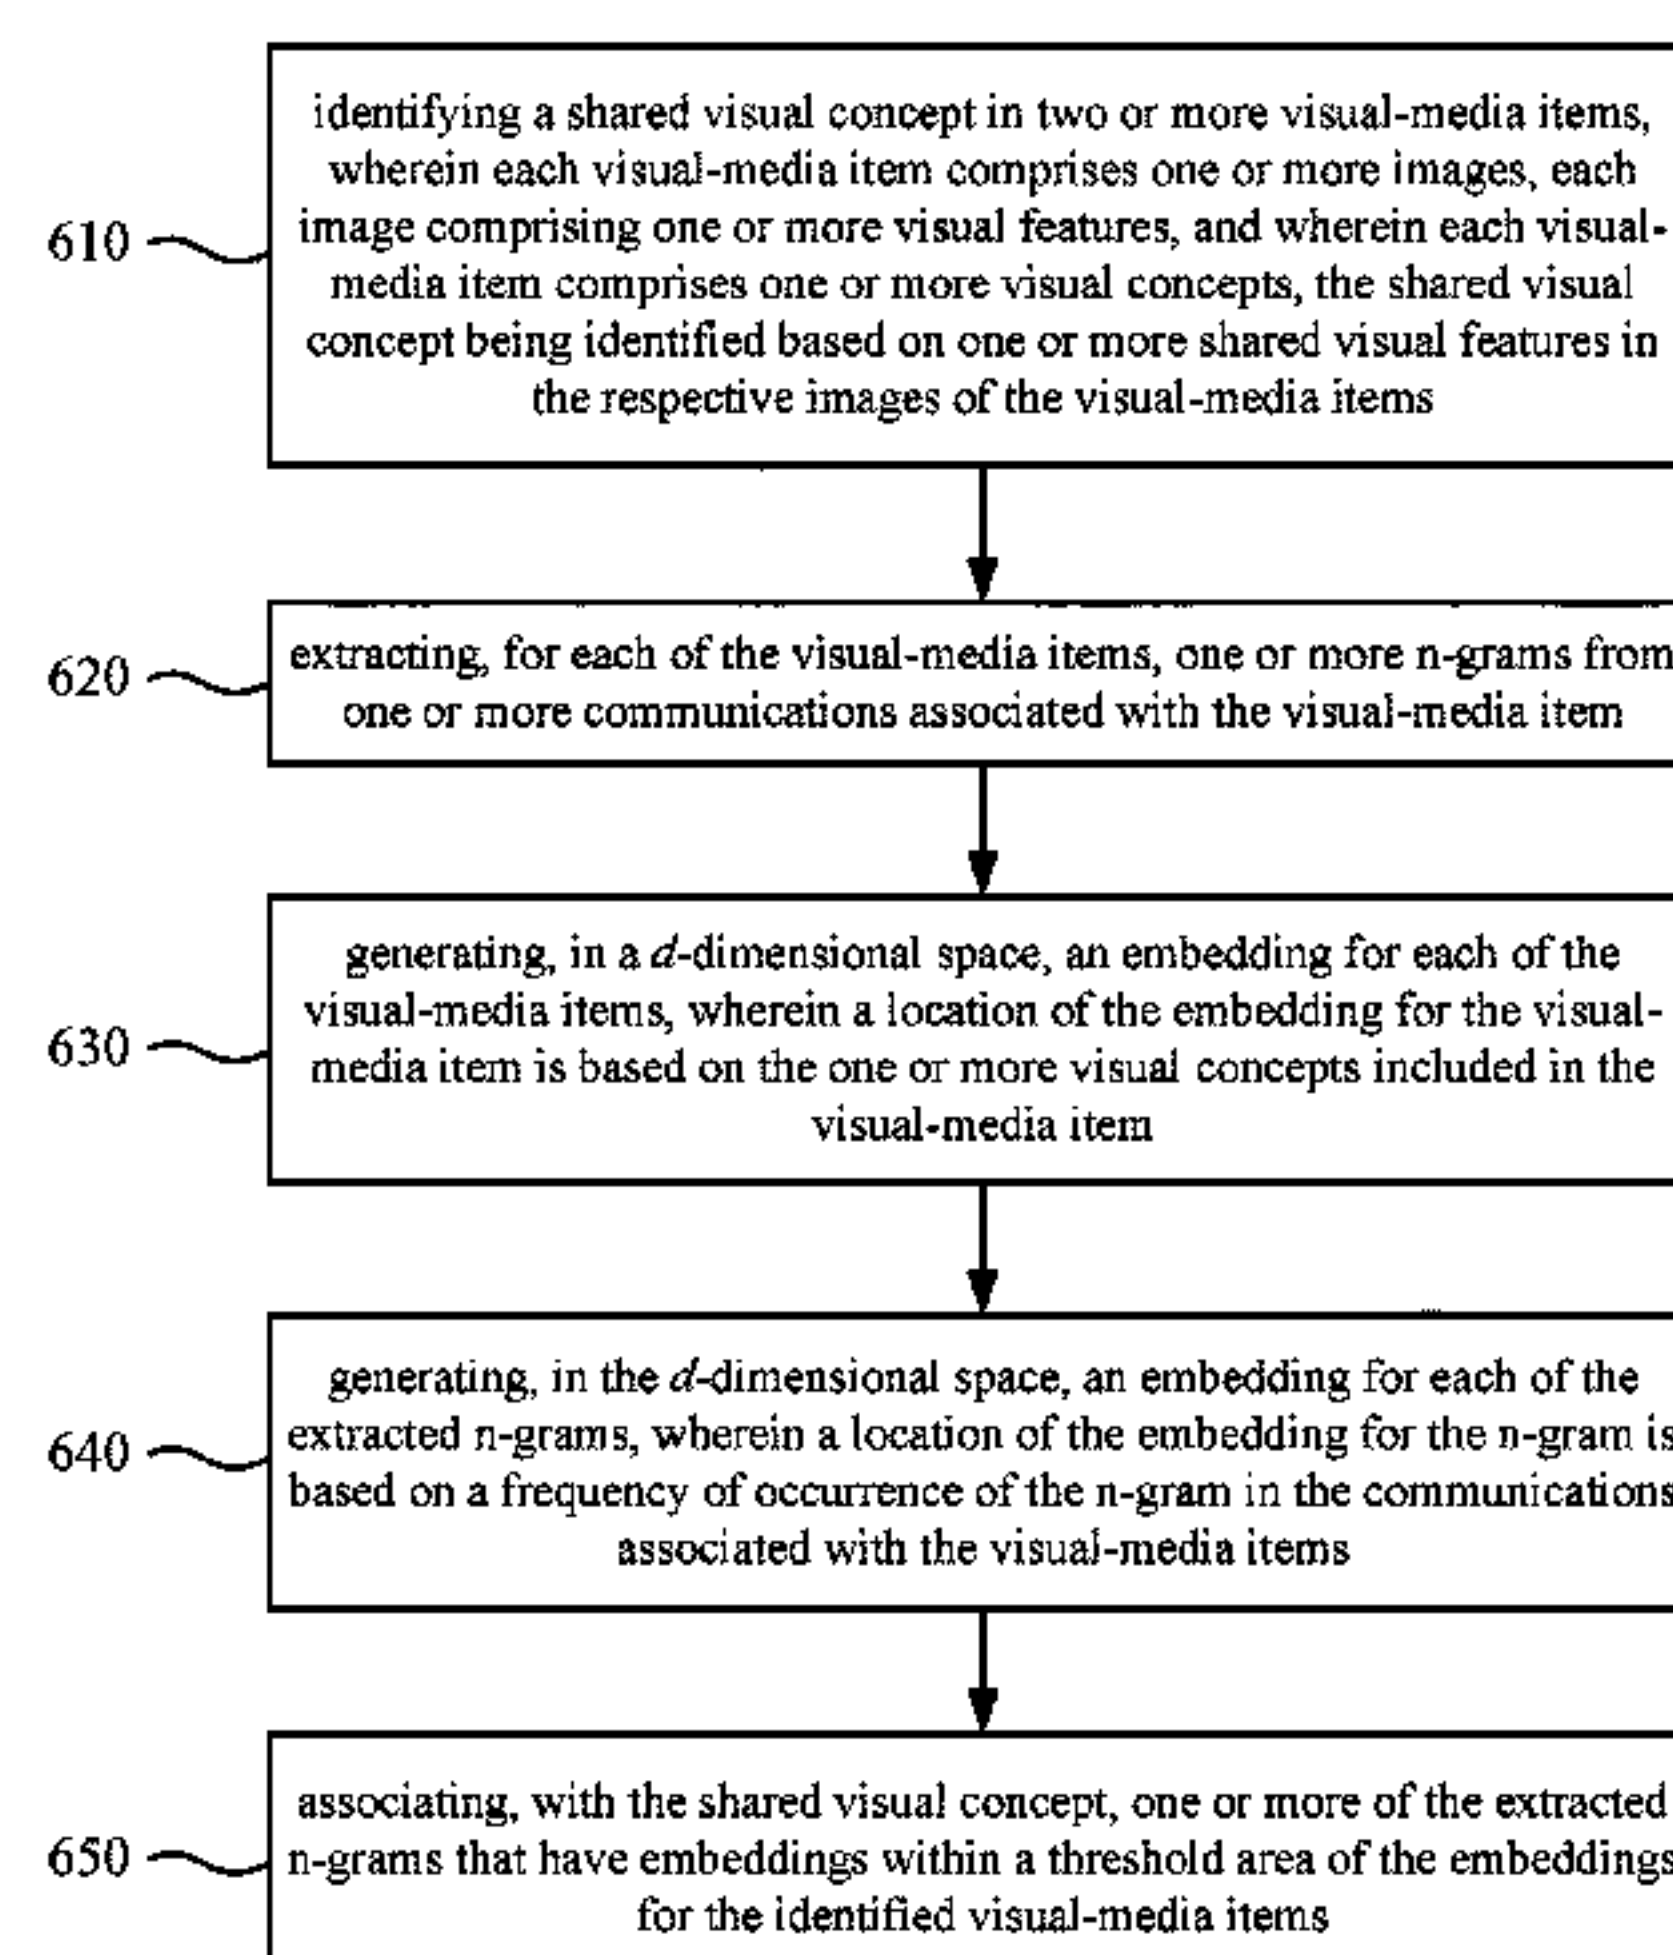 identifying a shared visual concept in two or more visual-media items,
wherein each visual-media item comprises one or more images, each
610
image comprising one or more visual features, and wherein each visual-
media item comprises one or more visual concepts, the shared visual
concept being identified based on one or more shared visual features in
the respective images of the visual-media items
620
extracting, for each of the visual-media items, one or more n-grams from
one or more communications associated with the visual-media item
generating, in a d-dimensional space, an embedding for each of the
visual-media items, wherein a location of the embedding for the visual-
630
media item is based on the one or more visual concepts included in the
visual-media item
generating, in the d-dimensional space, an embedding for each of the
extracted n-grams, wherein a location of the embedding for the n-gram is
640
based on a frequency of occurrence of the n-gram in the communications
associated with the visual-media items
associating, with the shared visual concept, one or more of the extracted
650
n-grams that have embeddings within a threshold area of the embeddings
for the identified visual-media items